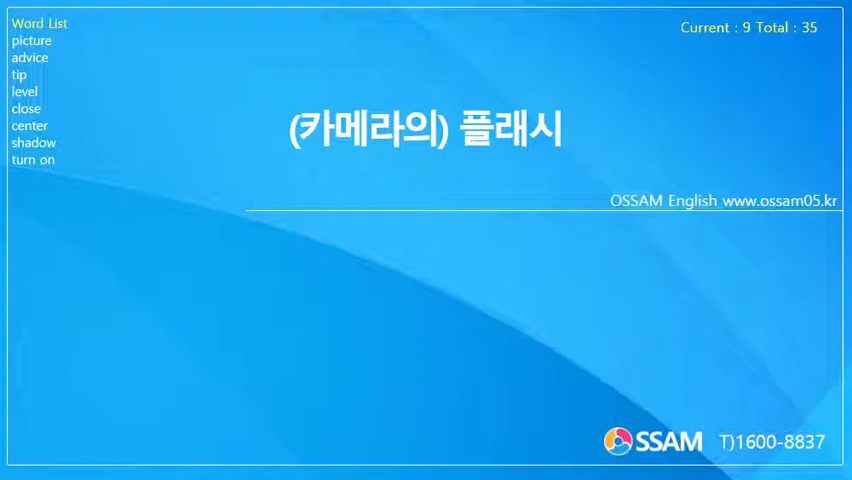 Word List
picture
advice
tip
level
close
center
shadow
turn on
Current : 9 Total : 35
(카메라의) 플래시
OSSAM English www.ossam05.kr
OSSAM T)1600-8837